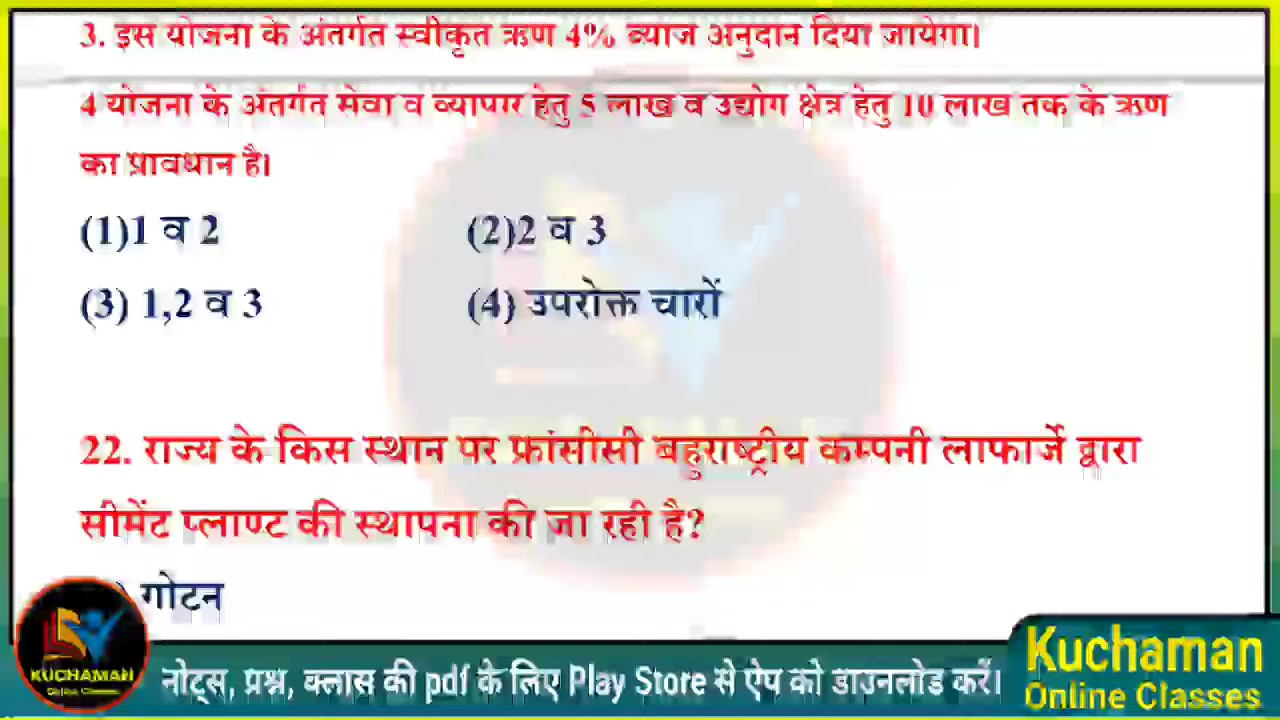 3. इस योजना के अंतर्गत स्वीकृत ऋण 4% ब्याज अनुदान दिया जायेगा।
4 योजना के अंतर्गत सेवा व व्यापार हेतु 5 लाख व उद्योग क्षेत्र हेतु 10 लाख तक के ऋण
का प्रावधान है।
(1)1 व 2 (2)2 व 3
(3) 1,2 व 3 (4) उपरोक्त चारों
22. राज्य के किस स्थान पर फ्रांसीसी बहुराष्ट्रीय कम्पनी लाफार्जे द्वारा
सीमेंट प्लाण्ट की स्थापना की जा रही है?
) गोटन
KUCHAMAN
Online Classes
नोट्स, प्रश्न, क्लास की pdf के लिए Play Store से ऐप को डाउनलोड करें।
Kuchaman
Online Classes